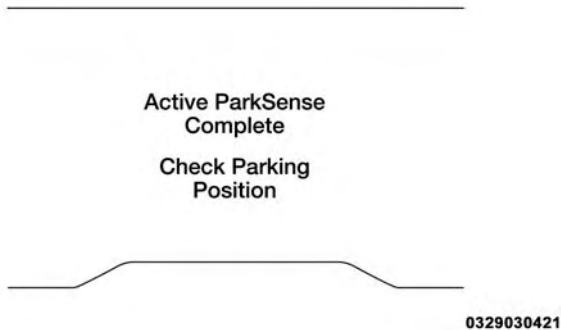 Active ParkSense
Complete
Check Parking
Position
0329030421